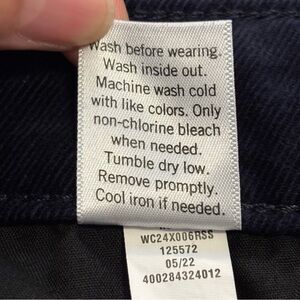 Wash before wearing.
Wash inside out.
Machine wash cold
with like colors. Only
non-chlorine bleach
when needed.
Tumble dry low.
Remove promptly.
Cool iron if needed.
WC24X006RSS
125572
05/22
400284324012